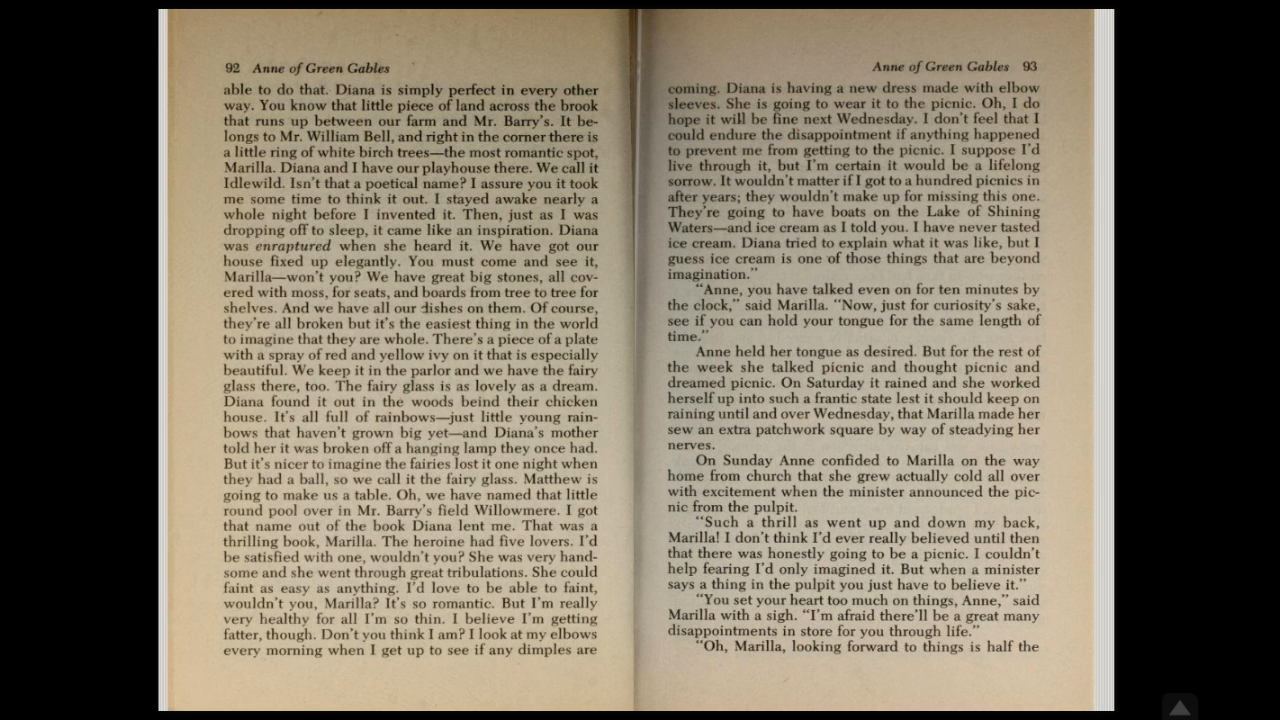 92 Anne of Green Gables
able to do that. Diana is simply perfect in every other
way. You know that little piece of land across the brook
that runs up between our farm and Mr. Barry's. It be-
longs to Mr. William Bell, and right in the corner there is
a little ring of white birch trees—the most romantic spot,
Marilla. Diana and I have our playhouse there. We call it
Idlewild. Isn't that a poetical name? I assure you it took
me some time to think it out. I stayed awake nearly a
whole night before I invented it. Then, just as I was
dropping off to sleep, it came like an inspiration. Diana
was enraptured when she heard it. We have got our
house fixed up elegantly. You must come and see it,
Marilla—won't you? We have great big stones, all cov-
ered with moss, for seats, and boards from tree to tree for
shelves. And we have all our dishes on them. Of course,
they're all broken but it's the easiest thing in the world
to imagine that they are whole. There's a piece of a plate
with a spray of red and yellow ivy on it that is especially
beautiful. We keep it in the parlor and we have the fairy
glass there, too. The fairy glass is as lovely as a dream.
Diana found it out in the woods beind their chicken
house. It's all full of rainbows—just little young rain-
bows that haven't grown big yet—and Diana's mother
told her it was broken off a hanging lamp they once had.
But it's nicer to imagine the fairies lost it one night when
they had a ball, so we call it the fairy glass. Matthew is
going to make us a table. Oh, we have named that little
round pool over in Mr. Barry's field Willowmere. I got
that name out of the book Diana lent me. That was a
thrilling book, Marilla. The heroine had five lovers. I'd
be satisfied with one, wouldn't you? She was very hand-
some and she went through great tribulations. She could
faint as easy as anything. I'd love to be able to faint,
wouldn't you, Marilla? It's so romantic. But I'm really
very healthy for all I'm so thin. I believe I'm getting
fatter, though. Don't you think I am? I look at my elbows
every morning when I get up to see if any dimples are
Anne of Green Gables 93
coming. Diana is having a new dress made with elbow
sleeves. She is going to wear it to the picnic. Oh, I do
hope it will be fine next Wednesday. I don't feel that I
could endure the disappointment if anything happened
to prevent me from getting to the picnic. I suppose I'd
live through it, but I'm certain it would be a lifelong
sorrow. It wouldn't matter if I got to a hundred picnics in
after years; they wouldn't make up for missing this one.
They're going to have boats on the Lake of Shining
Waters—and ice cream as I told you. I have never tasted
ice cream. Diana tried to explain what it was like, but I
guess ice cream is one of those things that are beyond
imagination."
"Anne, you have talked even on for ten minutes by
the clock," said Marilla. "Now, just for curiosity's sake,
see if you can hold your tongue for the same length of
time."
Anne held her tongue as desired. But for the rest of
the week she talked picnic and thought picnic and
dreamed picnic. On Saturday it rained and she worked
herself up into such a frantic state lest it should keep on
raining until and over Wednesday, that Marilla made her
sew an extra patchwork square by way of steadying her
nerves.
On Sunday Anne confided to Marilla on the way
home from church that she grew actually cold all over
with excitement when the minister announced the pic-
nic from the pulpit.
"Such a thrill as went up and down my back,
Marilla! I don't think I'd ever really believed until then
that there was honestly going to be a picnic. I couldn't
help fearing I'd only imagined it. But when a minister
says a thing in the pulpit you just have to believe it."
"You set your heart too much on things, Anne," said
Marilla with a sigh. "I'm afraid there'll be a great many
disappointments in store for you through life."
"Oh, Marilla, looking forward to things is half the